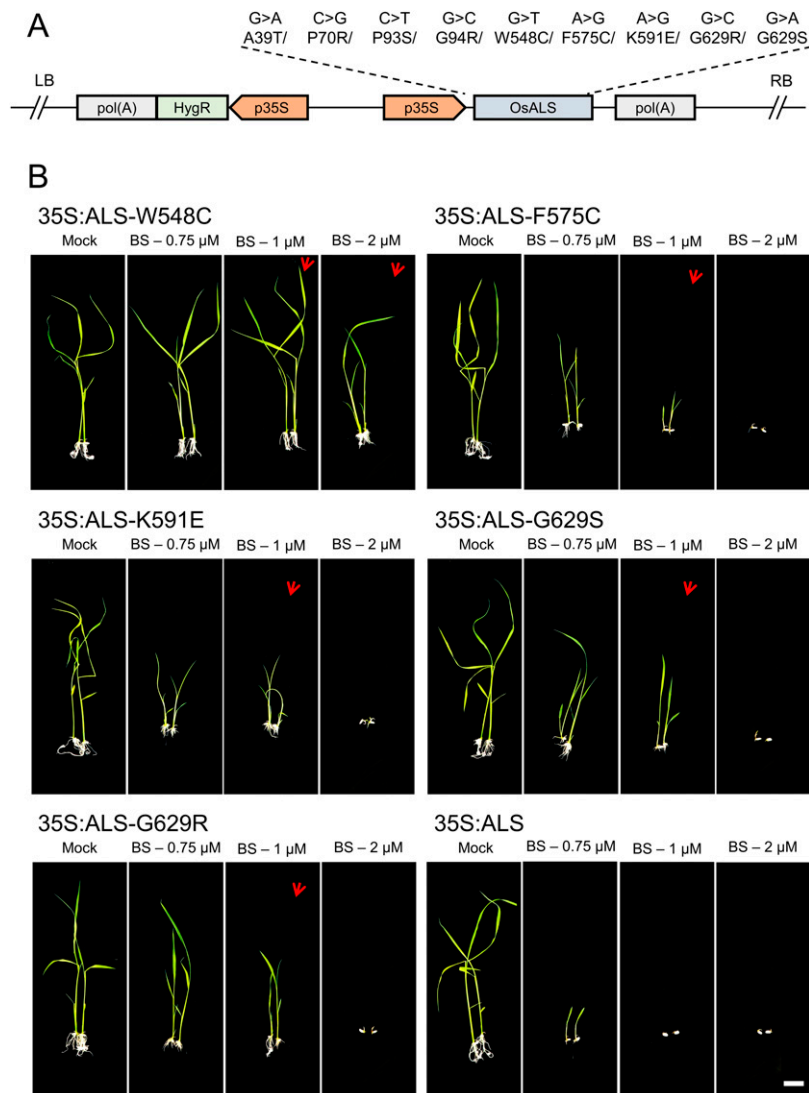 A
G>A C>G C>T G>C G>T A>G A>G G>C G>A
A39T/ P70R/ P93S/ G94R/ W548C/ F575C/ K591E/ G629R/ G629S
LB RB
pol(A) HygR p35S p35S OsALS pol(A)
B
35S:ALS-W548C 35S:ALS-F575C
Mock BS – 0.75 µM BS – 1 µM BS – 2 µM Mock BS – 0.75 µM BS – 1 µM BS – 2 µM
35S:ALS-K591E 35S:ALS-G629S
Mock BS – 0.75 µM BS – 1 µM BS – 2 µM Mock BS – 0.75 µM BS – 1 µM BS – 2 µM
35S:ALS-G629R 35S:ALS
Mock BS – 0.75 µM BS – 1 µM BS – 2 µM Mock BS – 0.75 µM BS – 1 µM BS – 2 µM